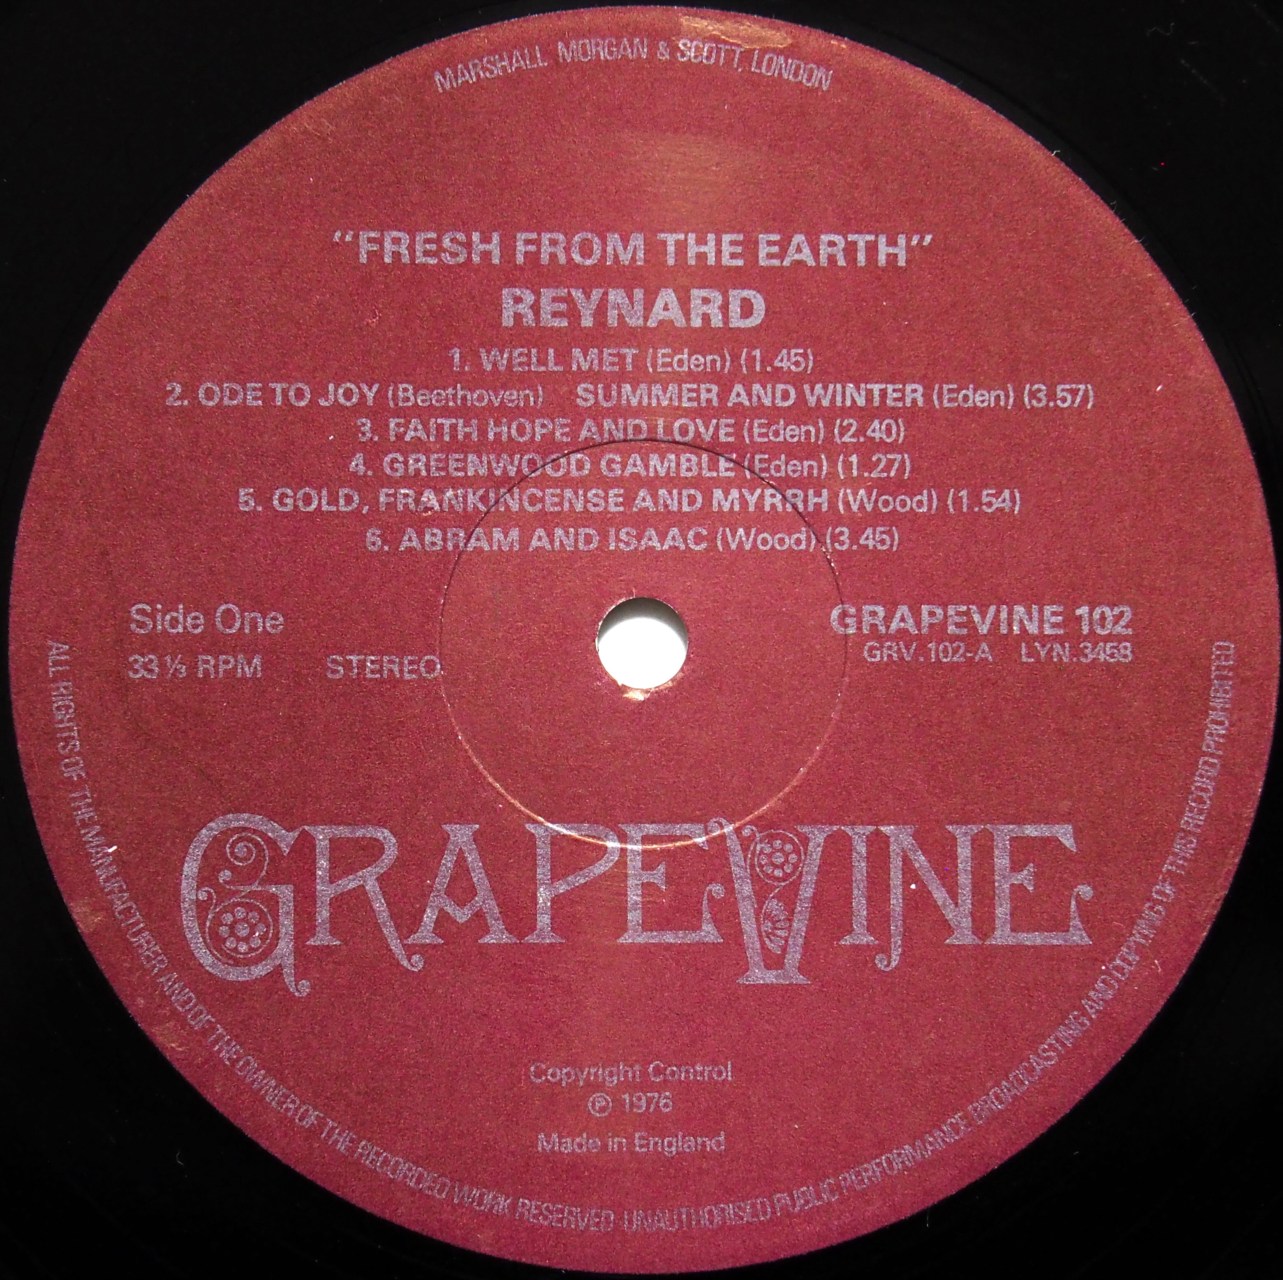 MARSHALL MORGAN & SCOTT, LONDON
"FRESH FROM THE EARTH"
REYNARD
1. WELL MET (Eden) (1.45)
2. ODE TO JOY (Beethoven) SUMMER AND WINTER (Eden) (3.57)
3. FAITH HOPE AND LOVE (Eden) (2.40)
4. GREENWOOD GAMBLE (Eden) (1.27)
5. GOLD, FRANKINCENSE AND MYRRH (Wood) (1.54)
6. ABRAM AND ISAAC (Wood) (3.45)
Side One
33 ⅓ RPM STEREO
GRAPEVINE 102
GRV.102-A LYN.3458
GRAPEVINE
Copyright Control
℗ 1976
Made in England
ALL RIGHTS OF THE MANUFACTURER AND OF THE OWNER OF THE RECORDED WORK RESERVED UNAUTHORISED PUBLIC PERFORMANCE BROADCASTING AND COPYING OF THIS RECORD PROHIBITED